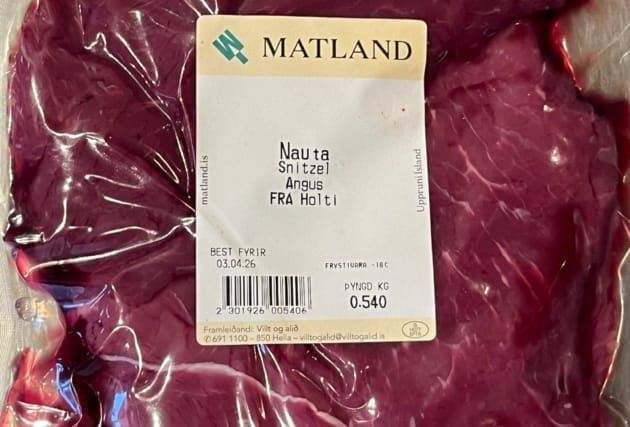 MATLAND
matland.is
Nauta
Snitzel
Angus
FRA Holti
Uppruni Ísland
BEST FYRIR
03.04.26
FRYSTIVARA -18C
ÞYNGD KG
0.540
2 301926 005406
Framleiðandi: Villt og alið
✆ 691 1100 – 850 Hella – villtogalid@villtogalid.is